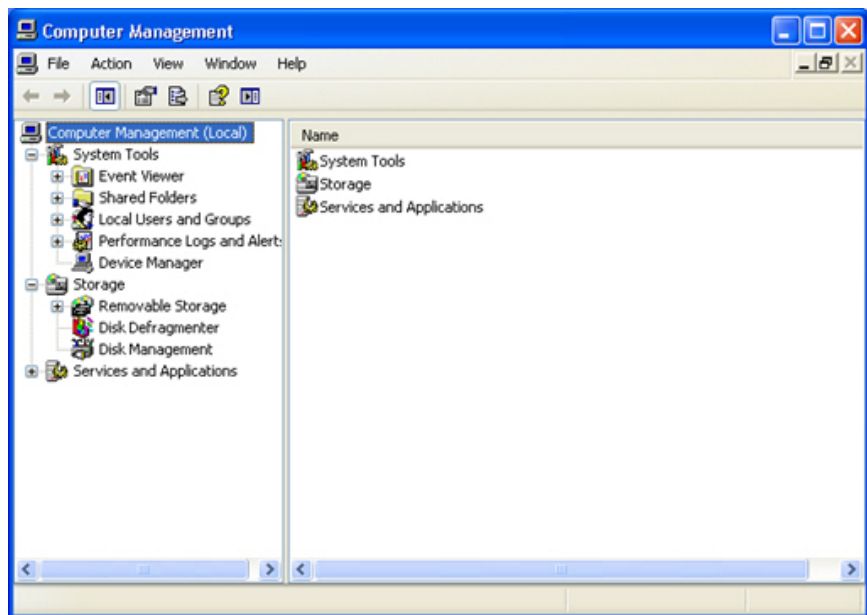 Computer Management
File Action View Window Help
Computer Management (Local)
System Tools
Event Viewer
Shared Folders
Local Users and Groups
Performance Logs and Alert
Device Manager
Storage
Removable Storage
Disk Defragmenter
Disk Management
Services and Applications
Name
System Tools
Storage
Services and Applications